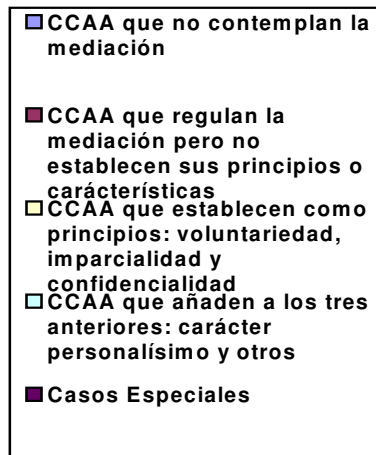 CCAA que no contemplan la
mediación
CCAA que regulan la
mediación pero no
establecen sus principios o
carácterísticas
CCAA que establecen como
principios: voluntariedad,
imparcialidad y
confidencialidad
CCAA que añaden a los tres
anteriores: carácter
personalísimo y otros
Casos Especiales